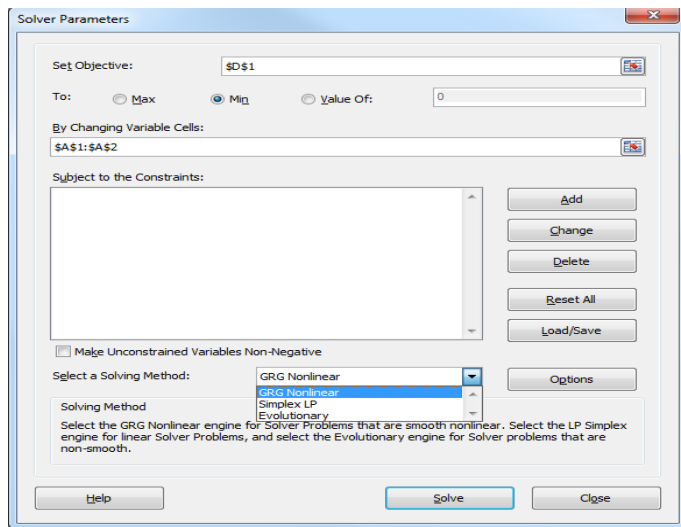 Solver Parameters
Set Objective:
$D$1
To:
Max
Min
Value Of:
0
By Changing Variable Cells:
$A$1:$A$2
Subject to the Constraints:
Add
Change
Delete
Reset All
Load/Save
Make Unconstrained Variables Non-Negative
Select a Solving Method:
GRG Nonlinear
GRG Nonlinear
Simplex LP
Evolutionary
Options
Solving Method
Select the GRG Nonlinear engine for Solver Problems that are smooth nonlinear. Select the LP Simplex
engine for linear Solver Problems, and select the Evolutionary engine for Solver problems that are
non-smooth.
Help
Solve
Close